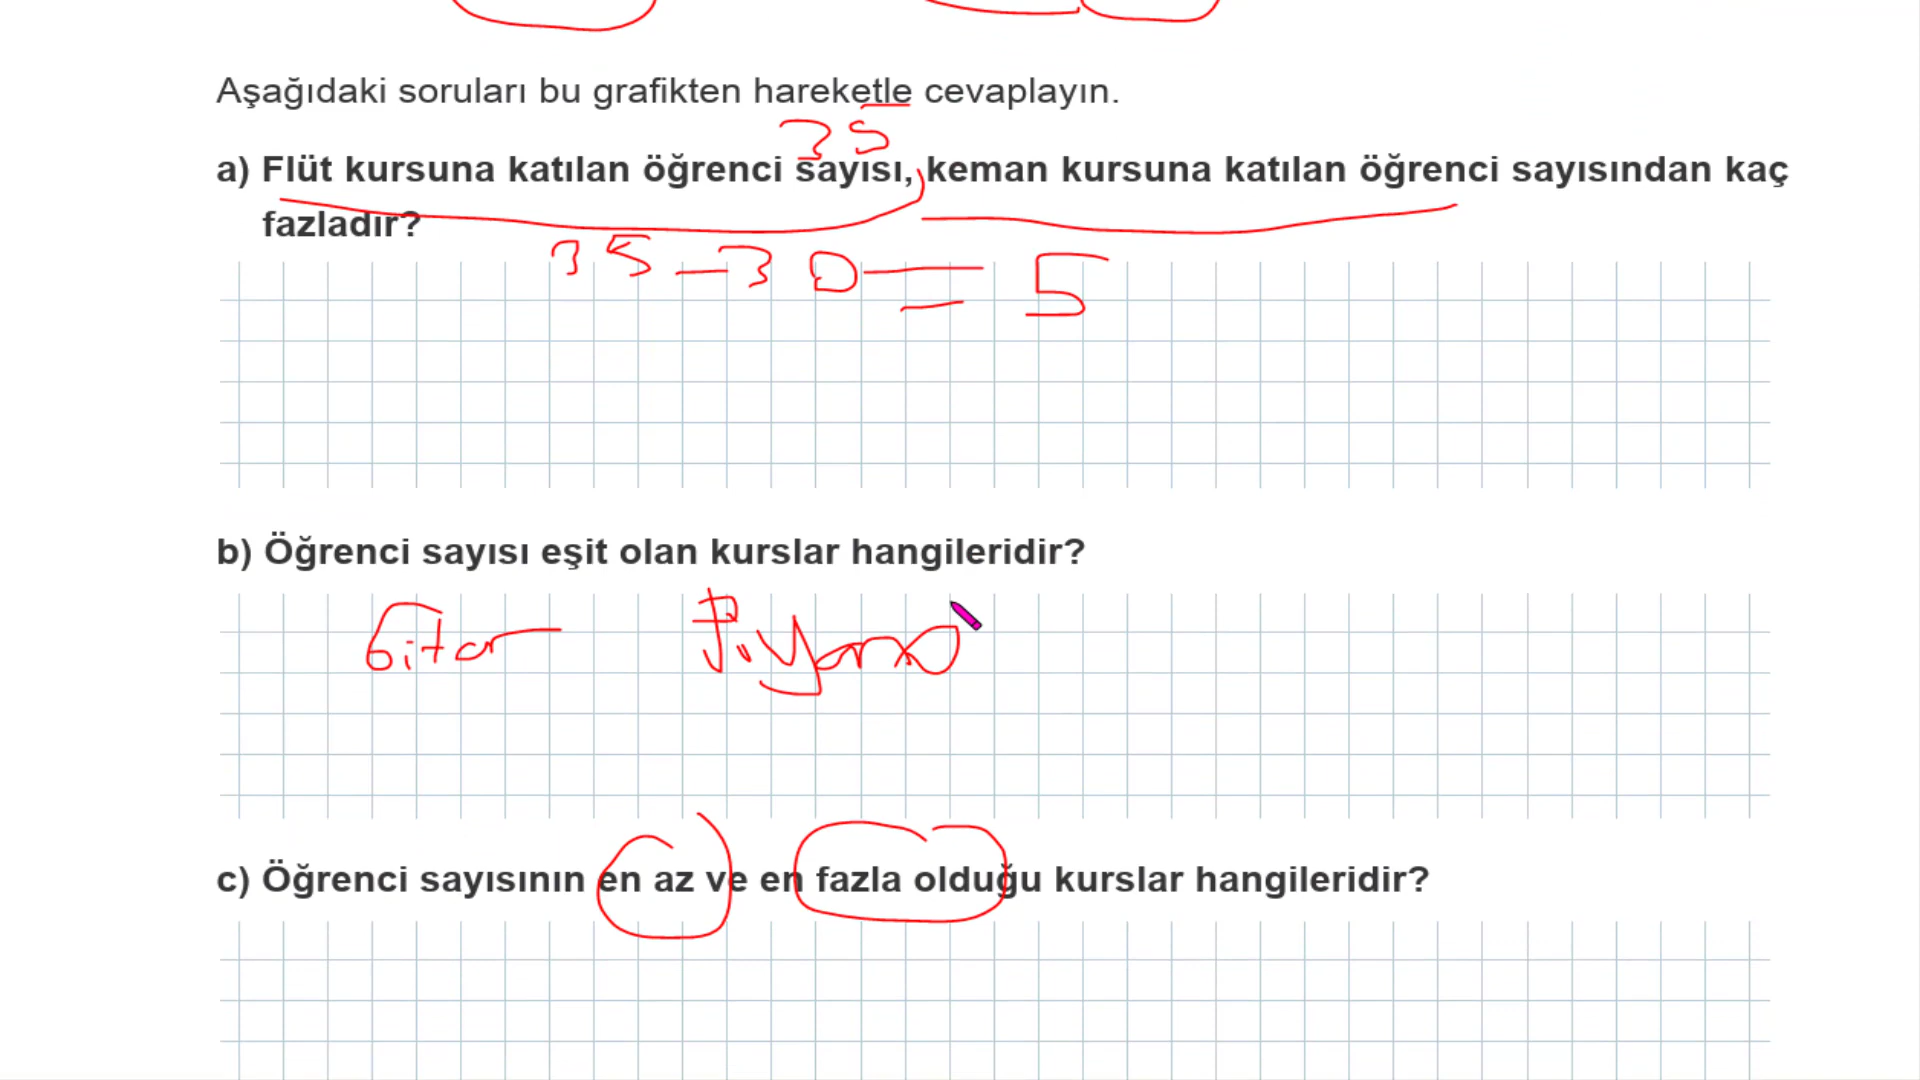 Aşağıdaki soruları bu grafikten hareketle cevaplayın.
35
a) Flüt kursuna katılan öğrenci sayısı, keman kursuna katılan öğrenci sayısından kaç
fazladır?
35 - 30 = 5
b) Öğrenci sayısı eşit olan kurslar hangileridir?
Gitar Piyano
c) Öğrenci sayısının en az ve en fazla olduğu kurslar hangileridir?